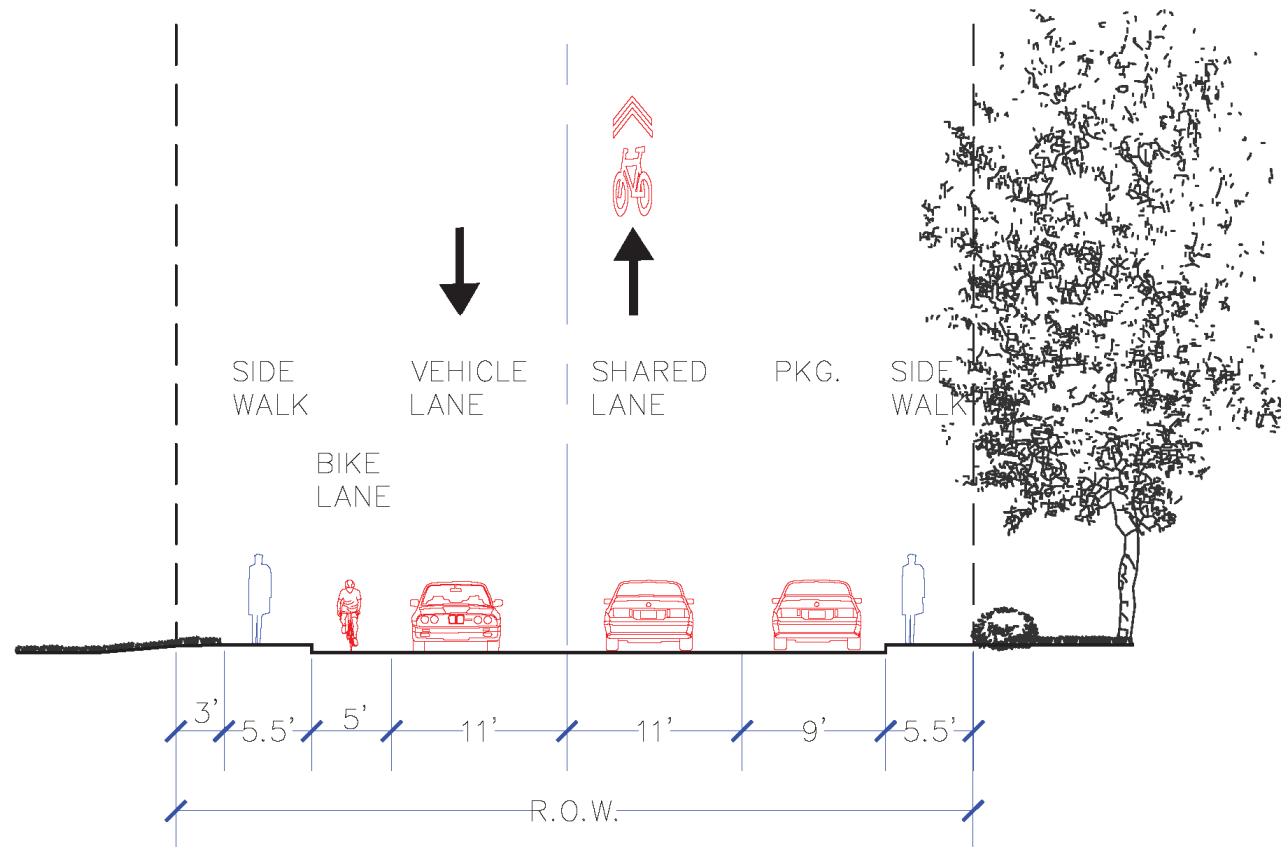 SIDE
WALK
VEHICLE
LANE
SHARED
LANE
PKG.
SIDE
WALK
BIKE
LANE
3'
5.5'
5'
11'
11'
9'
5.5'
R.O.W.